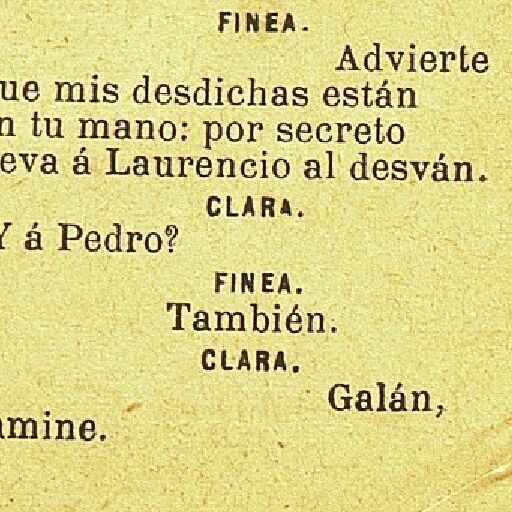 FINEA.
Advierte
ue mis desdichas están
n tu mano: por secreto
eva á Laurencio al desván.
CLARA.
Y á Pedro?
FINEA.
También.
CLARA.
Galán,
mine.